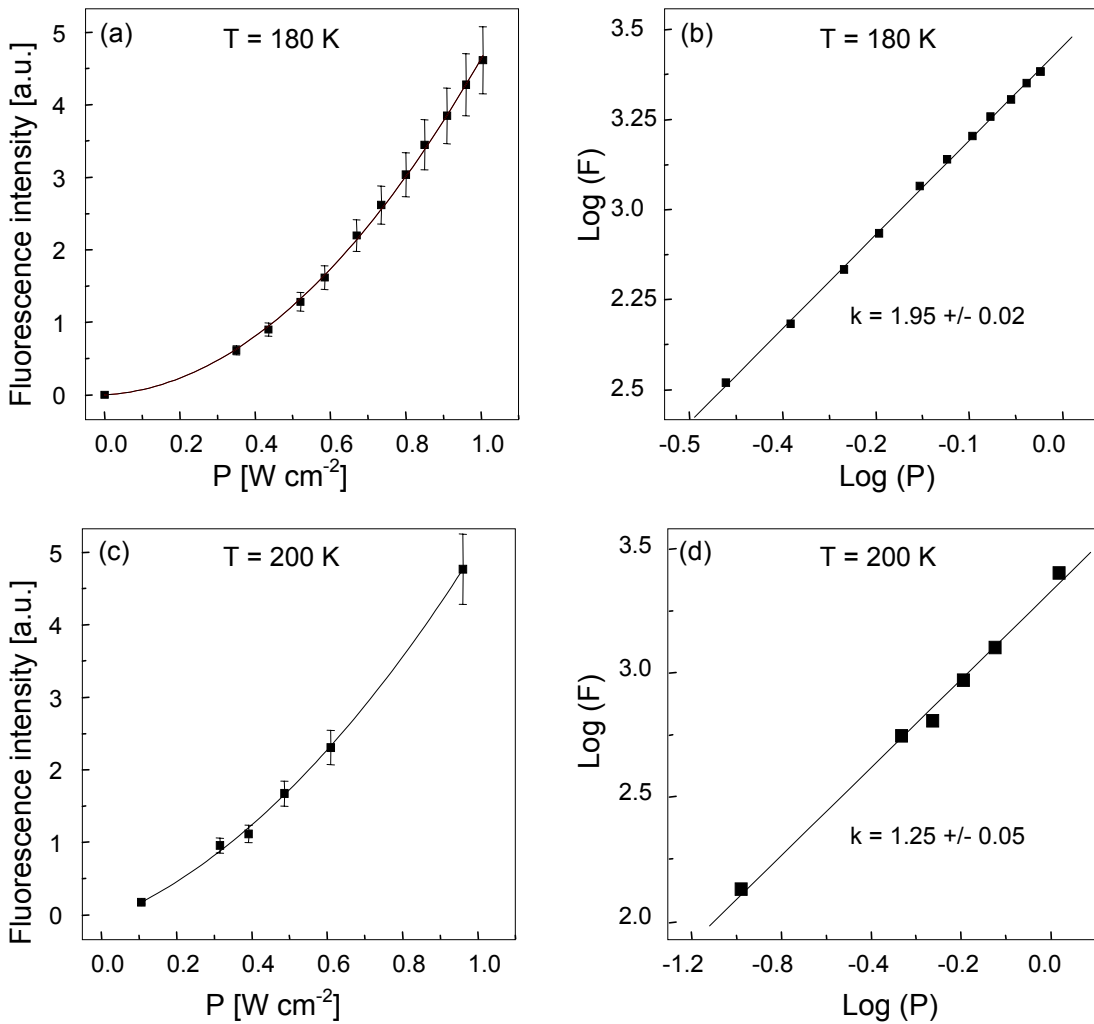 (a)
T = 180 K
Fluorescence intensity [a.u.]
5
4
3
2
1
0
0.0 0.2 0.4 0.6 0.8 1.0
P [W cm⁻²]
(b)
T = 180 K
Log (F)
3.5
3.25
3.0
2.25
2.5
k = 1.95 +/- 0.02
-0.5 -0.4 -0.2 -0.1 0.0
Log (P)
(c)
T = 200 K
Fluorescence intensity [a.u.]
5
4
3
2
1
0
0.0 0.2 0.4 0.6 0.8 1.0
P [W cm⁻²]
(d)
T = 200 K
Log (F)
3.5
3.0
2.5
2.0
k = 1.25 +/- 0.05
-1.2 -0.8 -0.4 -0.2 0.0
Log (P)